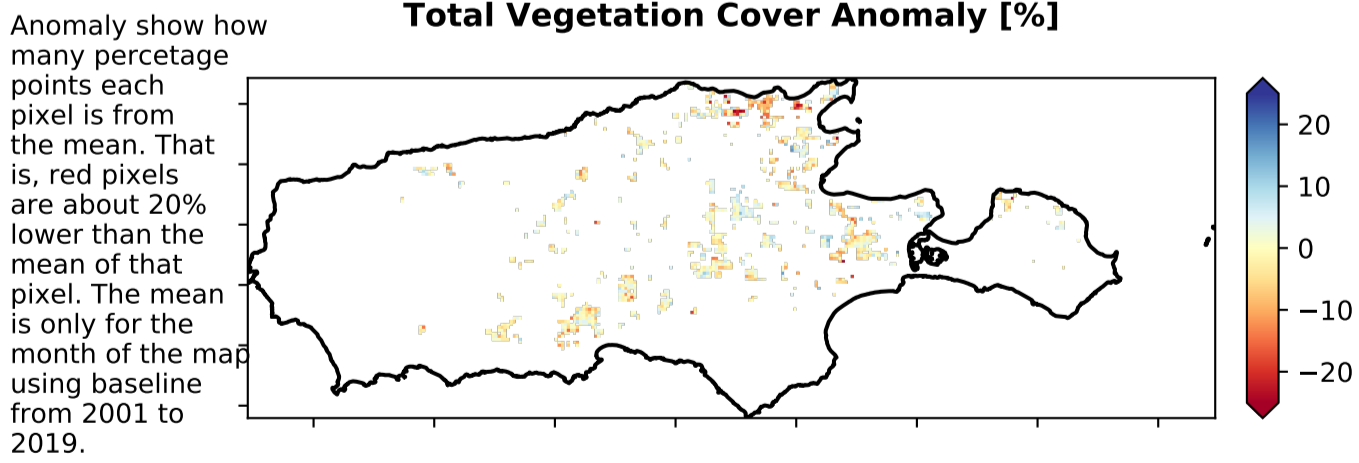 Total Vegetation Cover Anomaly [%]
Anomaly show how
many percetage
points each
pixel is from
the mean. That
is, red pixels
are about 20%
lower than the
mean of that
pixel. The mean
is only for the
month of the map
using baseline
from 2001 to
2019.
20
10
0
−10
−20